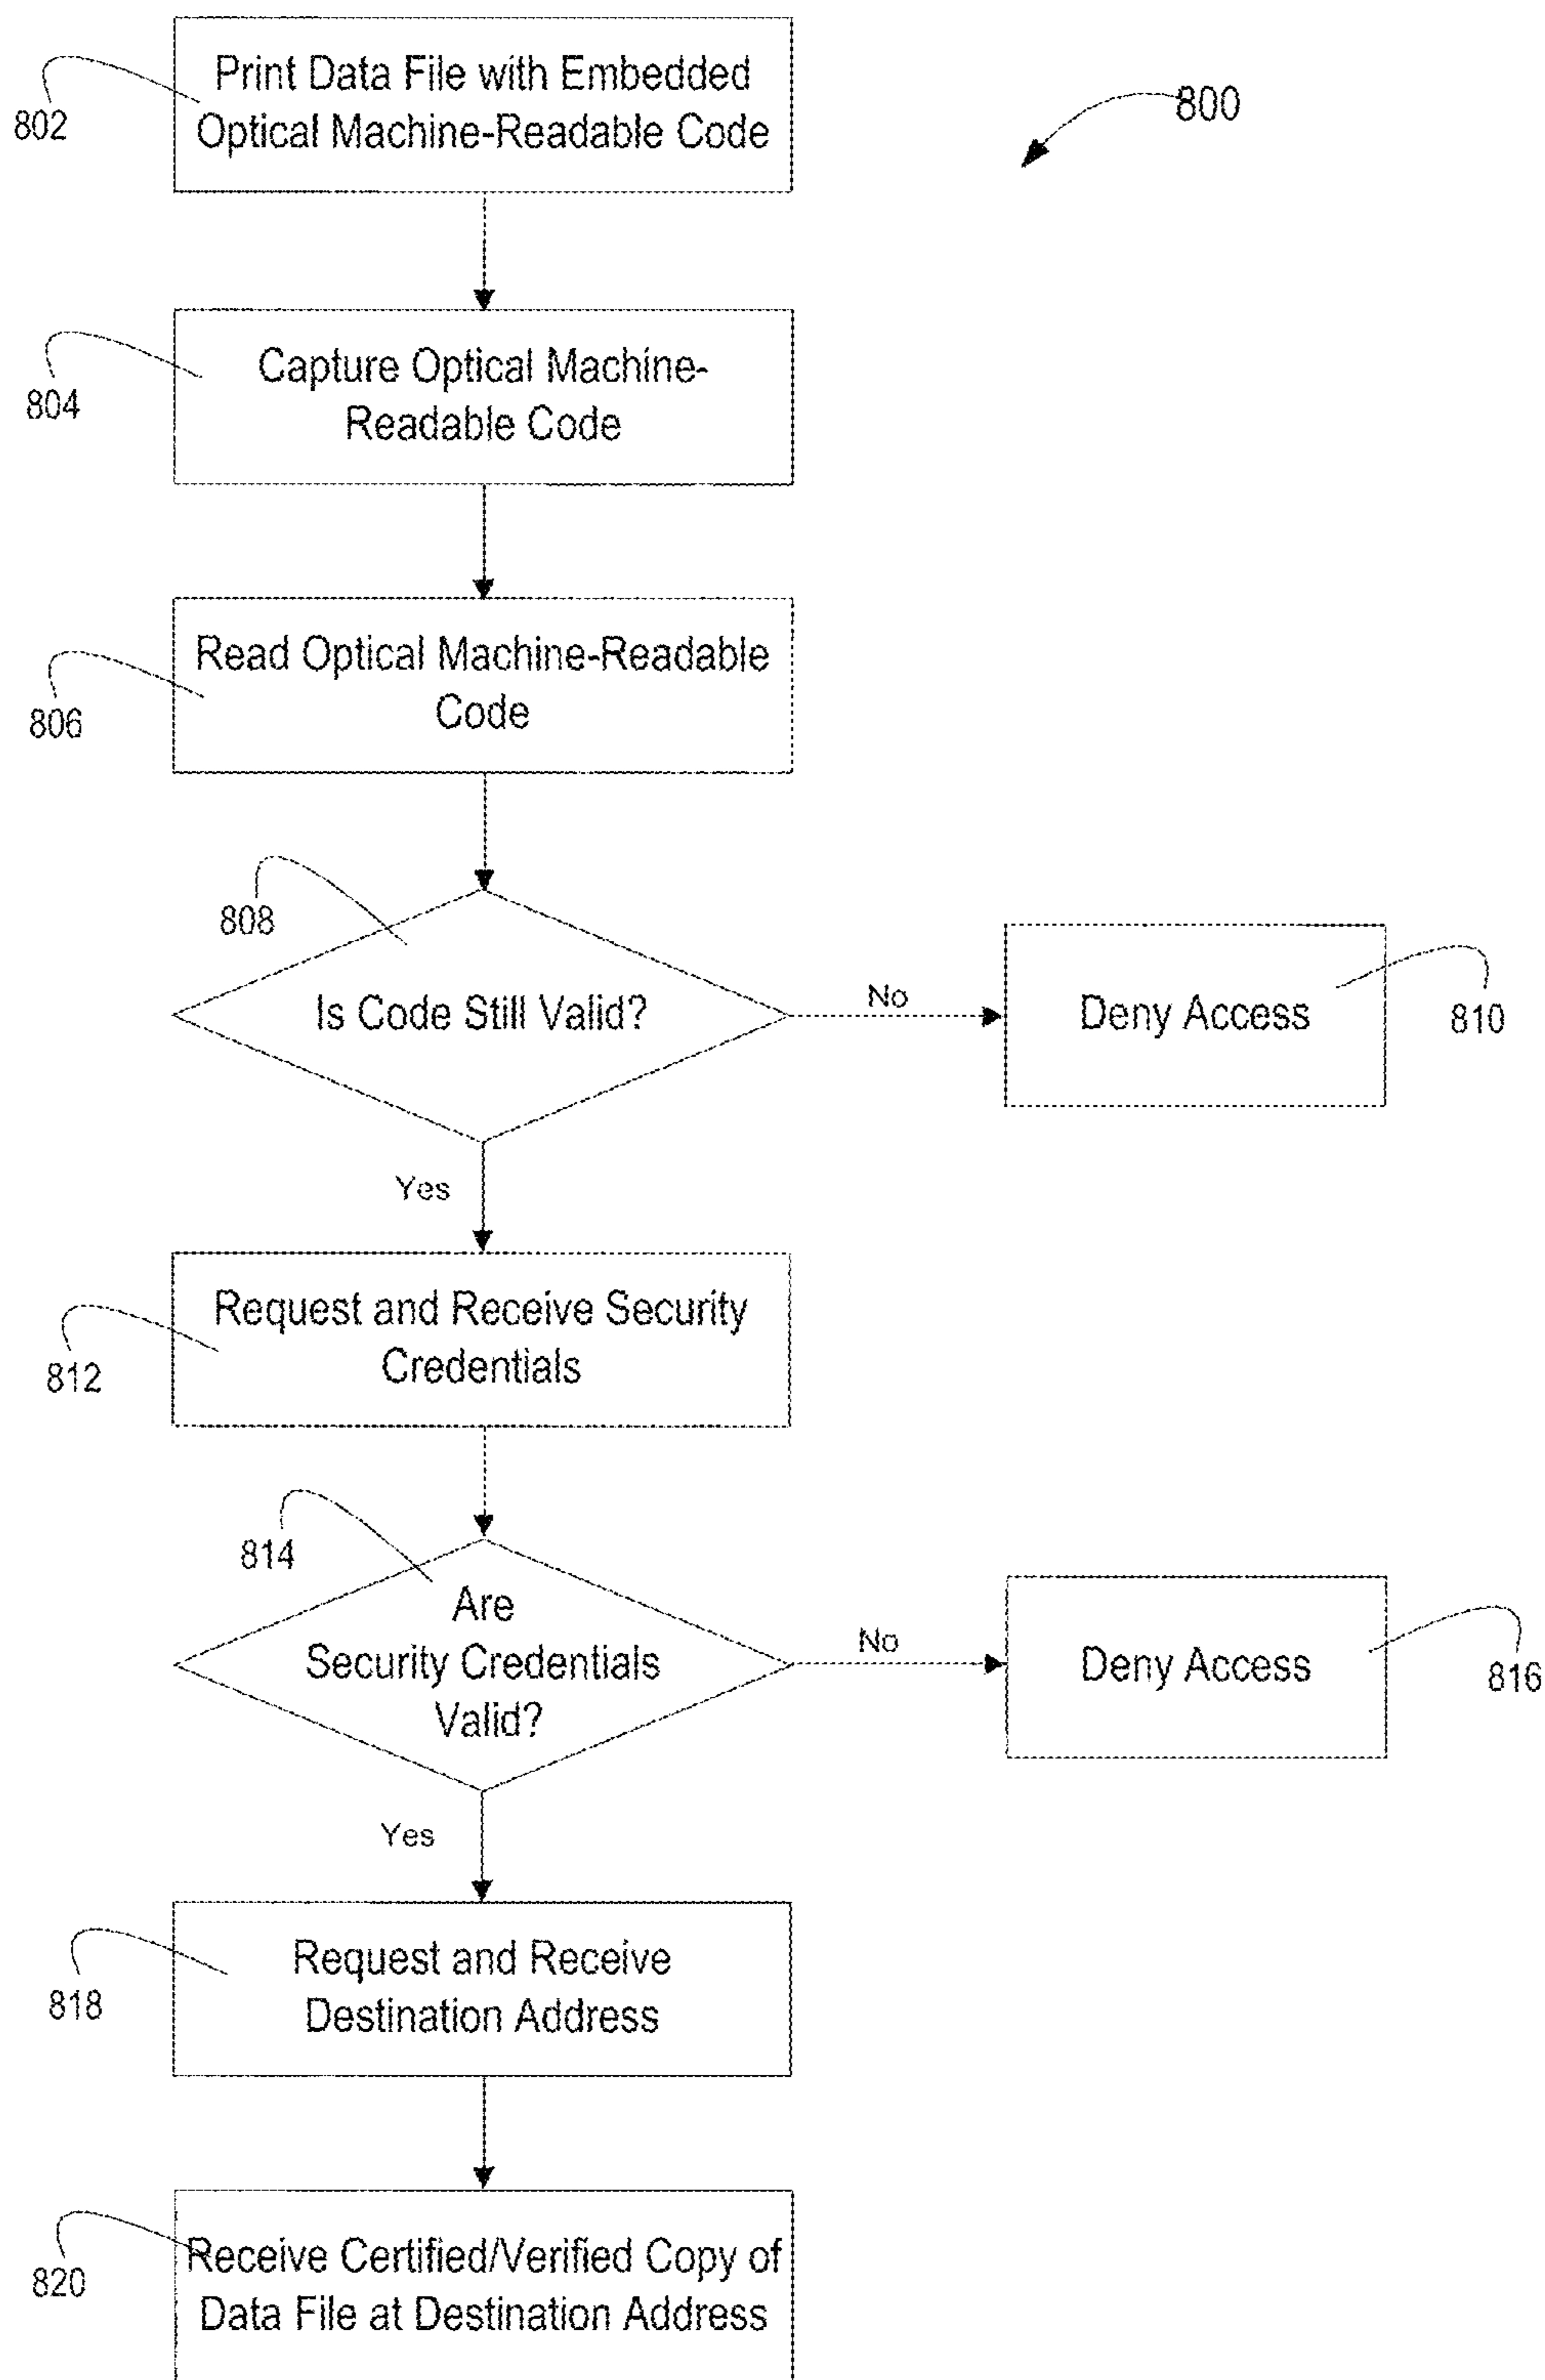 Print Data File with Embedded
Optical Machine-Readable Code
802
800
Capture Optical Machine-
Readable Code
804
Read Optical Machine-Readable
Code
806
808
Is Code Still Valid?
No
Deny Access
810
Yes
Request and Receive Security
Credentials
812
814
Are
Security Credentials
Valid?
No
Deny Access
816
Yes
Request and Receive
Destination Address
818
Receive Certified/Verified Copy of
Data File at Destination Address
820